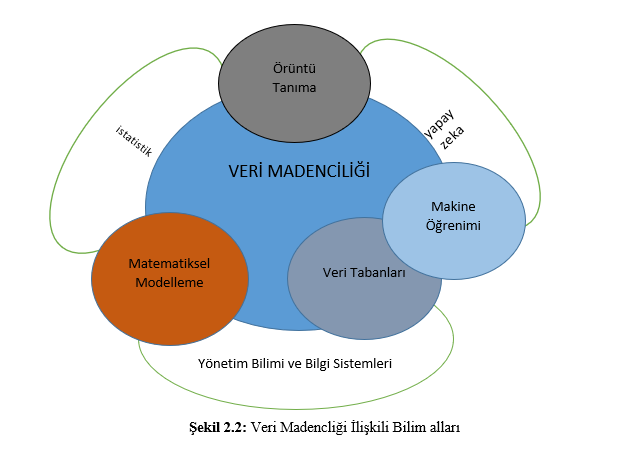 Örüntü
Tanıma
istatistik
yapay
zeka
VERİ MADENCİLİĞİ
Makine
Öğrenimi
Matematiksel
Modelleme
Veri Tabanları
Yönetim Bilimi ve Bilgi Sistemleri
Şekil 2.2: Veri Madencliği İlişkili Bilim alları